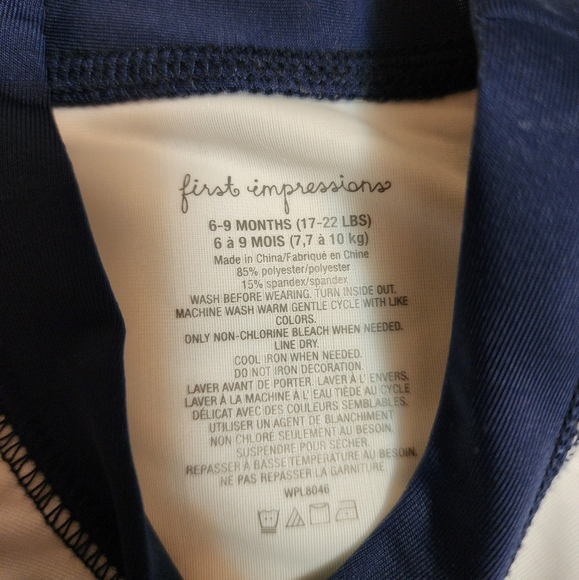 first impressions
6-9 MONTHS (17-22 LBS)
6 à 9 MOIS (7,7 à 10 kg)
Made in China/Fabriqué en Chine
85% polyester/polyester
15% spandex/spandex
WASH BEFORE WEARING. TURN INSIDE OUT.
MACHINE WASH WARM GENTLE CYCLE WITH LIKE
COLORS.
ONLY NON-CHLORINE BLEACH WHEN NEEDED.
LINE DRY.
COOL IRON WHEN NEEDED.
DO NOT IRON DECORATION.
LAVER AVANT DE PORTER. LAVER À L' ENVERS.
LAVER À LA MACHINE À L' EAU TIÈDE AU CYCLE
DÉLICAT AVEC DES COULEURS SEMBLABLES.
UTILISER UN AGENT DE BLANCHIMENT
NON CHLORÉ SEULEMENT AU BESOIN.
SUSPENDRE POUR SÉCHER.
REPASSER À BASSE TEMPÉRATURE AU BESOIN.
NE PAS REPASSER LA GARNITURE
WPL8046